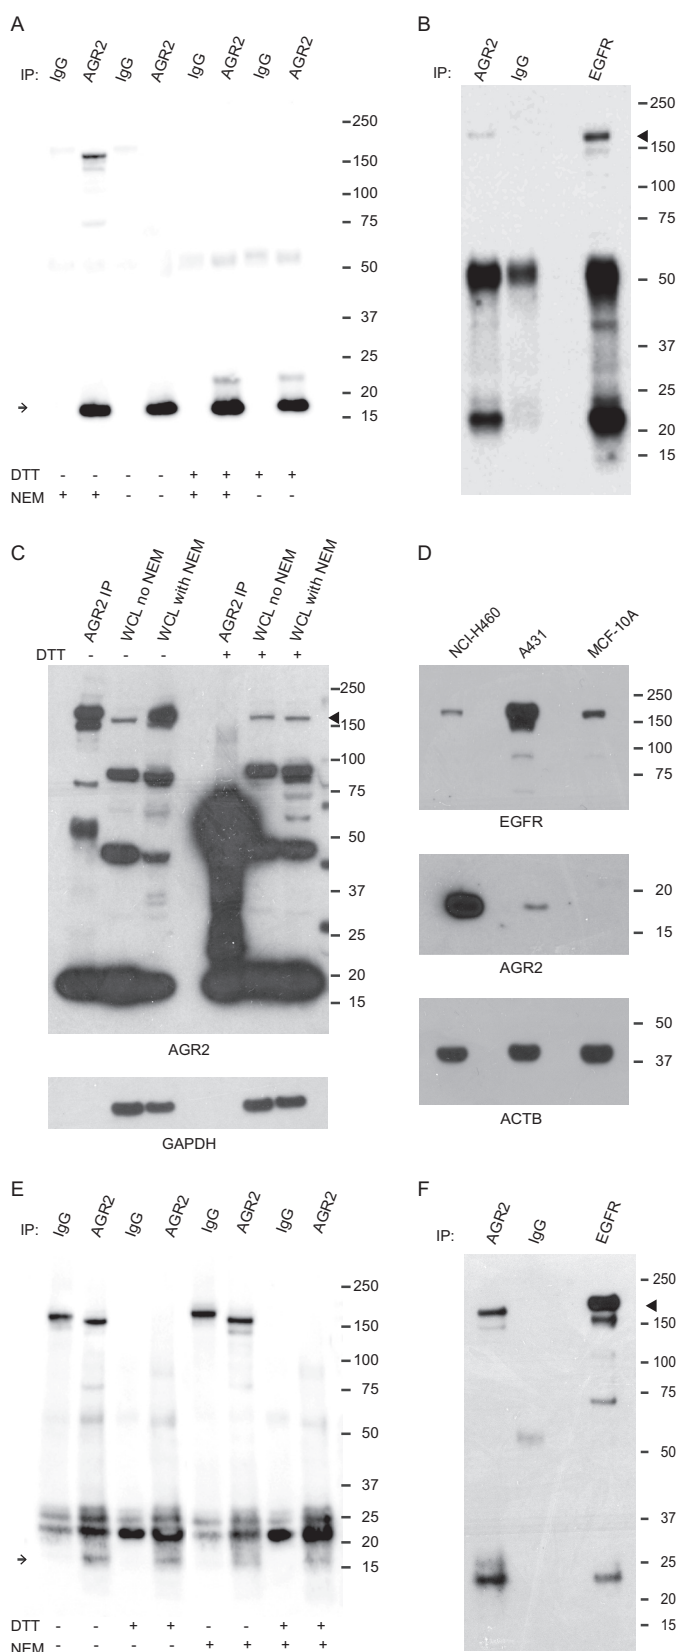 A
IP: IgG AGR2 IgG AGR2 IgG AGR2 IgG AGR2
250
150
100
75
50
37
25
20
15
DTT - - - - + + + +
NEM + + - - + + - -
B
IP: AGR2 IgG EGFR
250
150
100
75
50
37
25
20
15
C
AGR2 IP WCL no NEM WCL with NEM AGR2 IP WCL no NEM WCL with NEM
DTT - - - + + +
250
150
100
75
50
37
25
20
15
AGR2
GAPDH
D
NCI-H460 A431 MCF-10A
250
150
100
75
EGFR
20
15
AGR2
50
37
ACTB
E
IP: IgG AGR2 IgG AGR2 IgG AGR2 IgG AGR2
250
150
100
75
50
37
25
20
15
DTT - - + + - - + +
NEM - - - - + + + +
F
IP: AGR2 IgG EGFR
250
150
100
75
50
37
25
20
15